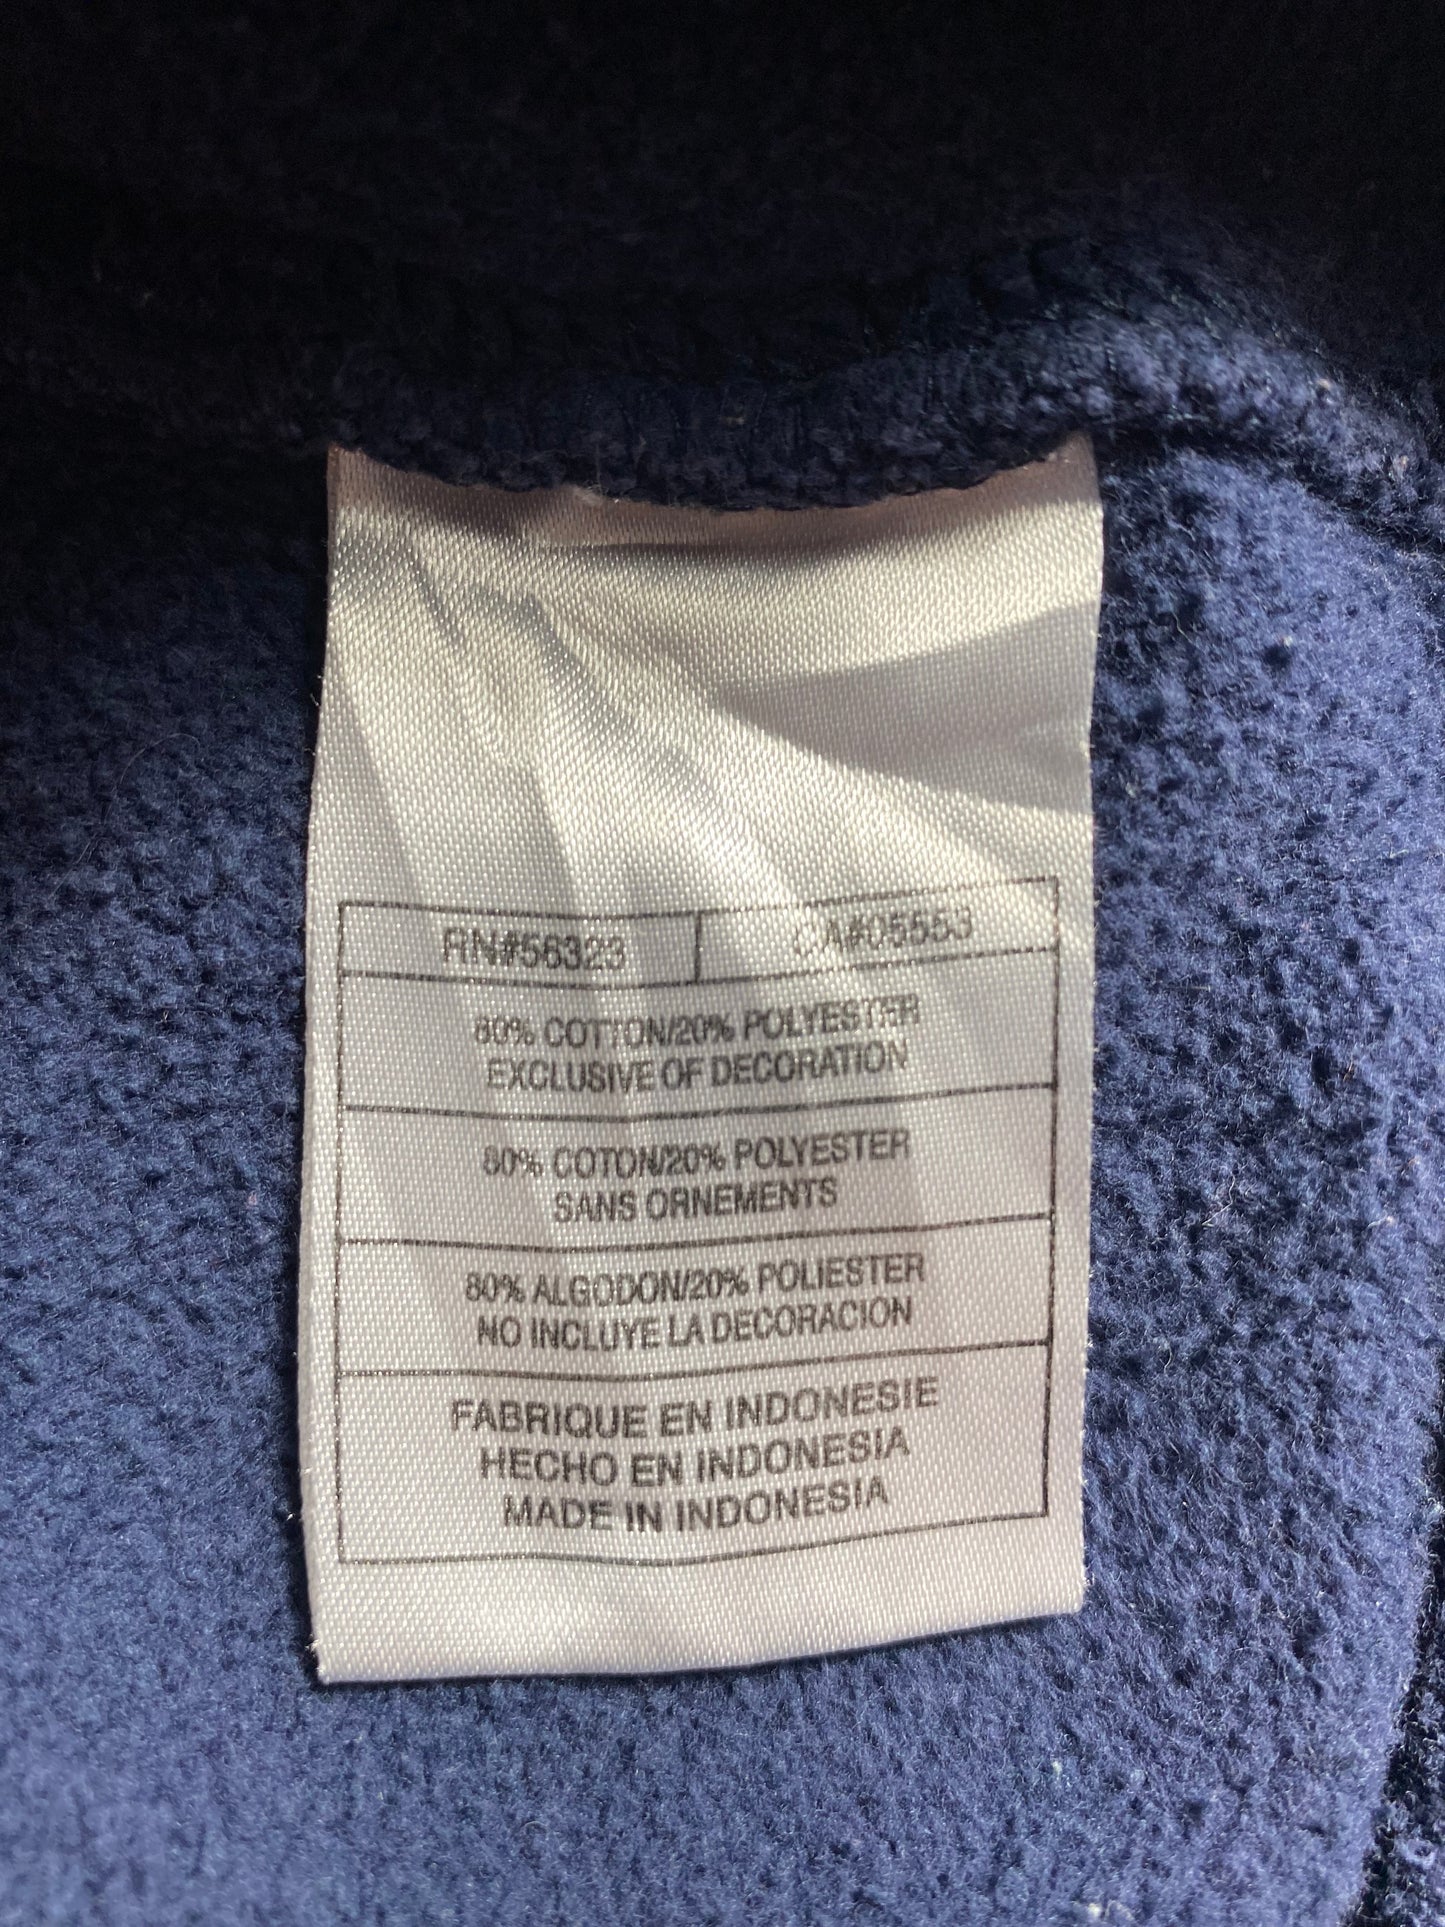 RN#56323 CA#05553
80% COTTON/20% POLYESTER
EXCLUSIVE OF DECORATION
80% COTON/20% POLYESTER
SANS ORNEMENTS
80% ALGODON/20% POLIESTER
NO INCLUYE LA DECORACION
FABRIQUE EN INDONESIE
HECHO EN INDONESIA
MADE IN INDONESIA